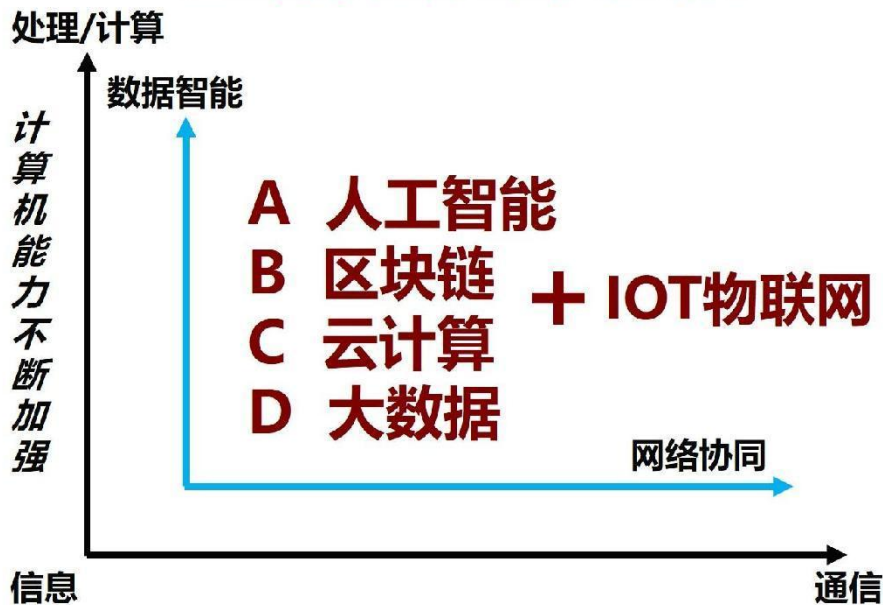 处理/计算
数据智能
计算机能力不断加强
A 人工智能
B 区块链
C 云计算
D 大数据
+ IOT物联网
网络协同
信息
通信